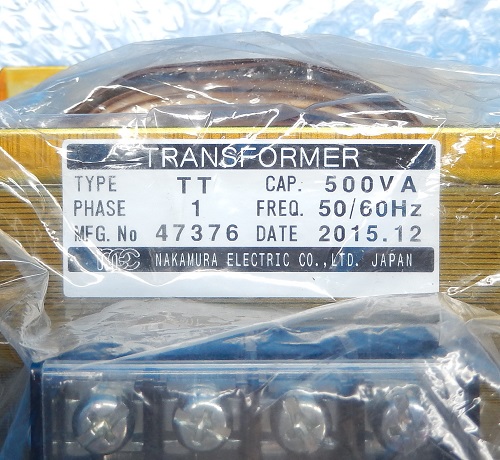 TRANSFORMER
TYPE TT CAP. 500VA
PHASE 1 FREQ. 50/60Hz
MFG. No 47376 DATE 2015.12
NEC NAKAMURA ELECTRIC CO.,LTD. JAPAN